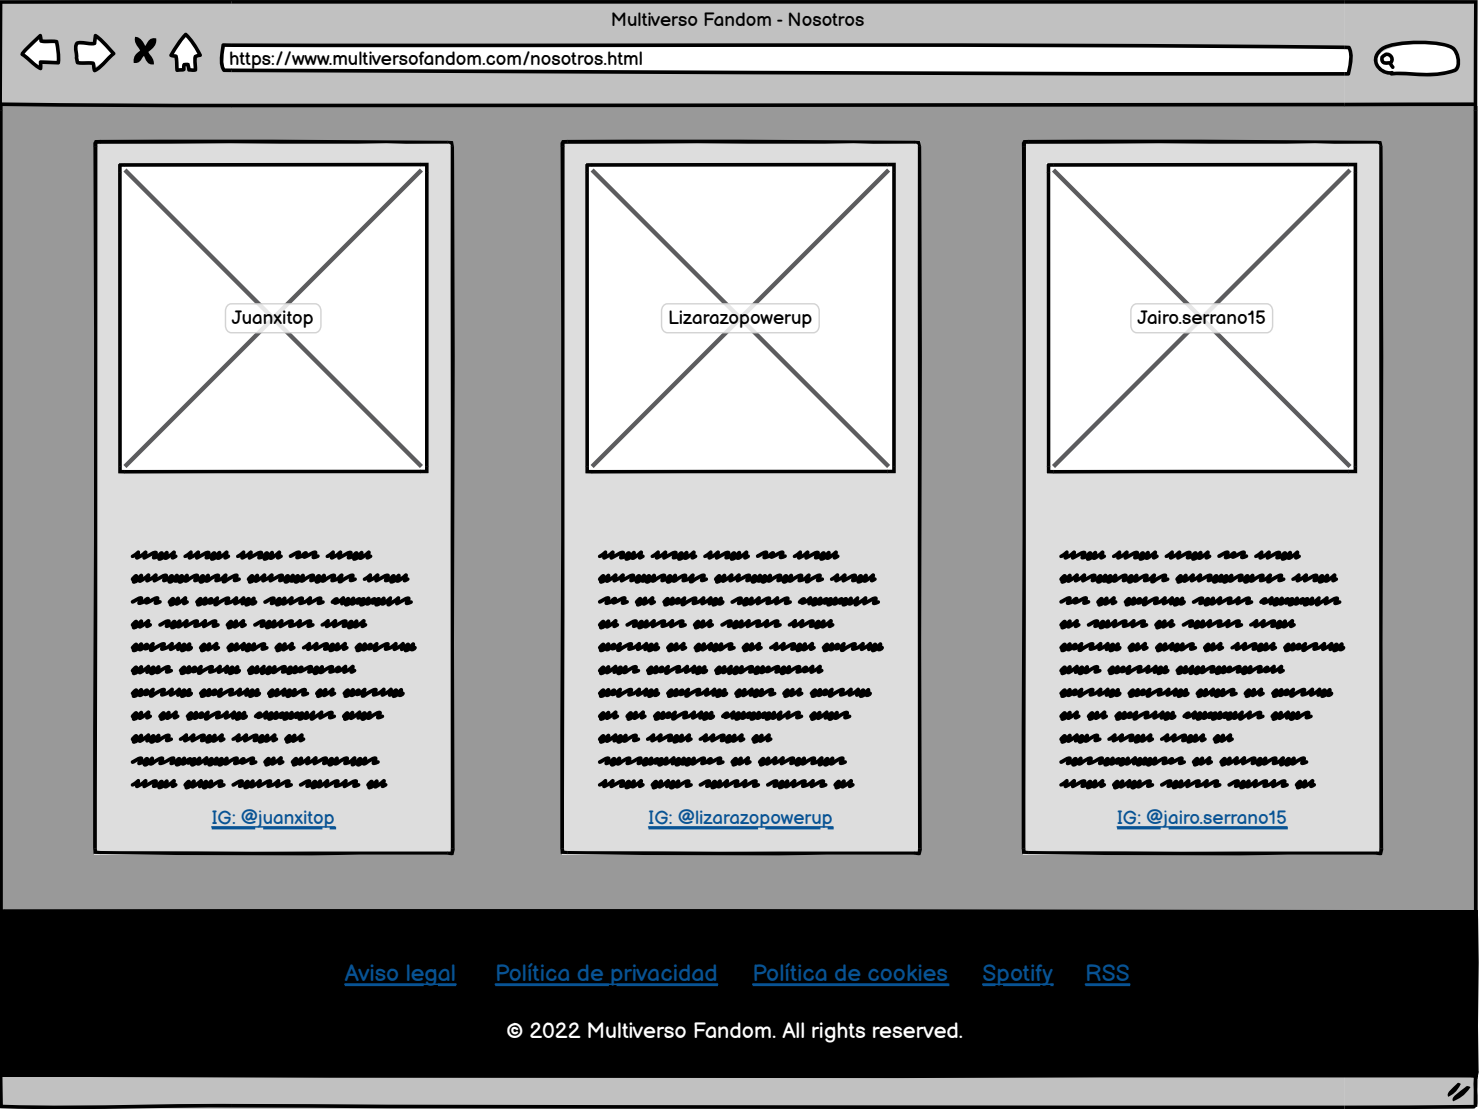 Multiverso Fandom - Nosotros
https://www.multiversofandom.com/nosotros.html
Juanxitop
Lizarazopowerup
Jairo.serrano15
IG: @juanxitop
IG: @lizarazopowerup
IG: @jairo.serrano15
Aviso legal Política de privacidad Política de cookies Spotify RSS
© 2022 Multiverso Fandom. All rights reserved.